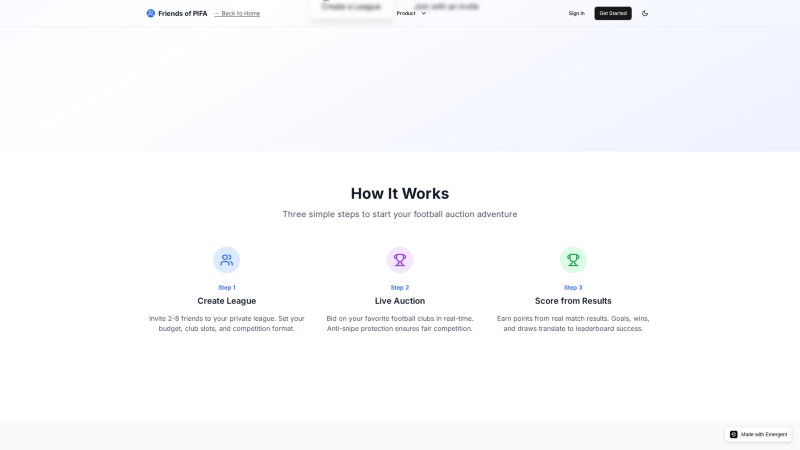 Create a League
Join with an Invite
Friends of PIFA
← Back to Home
Product
Sign In
Get Started
How It Works
Three simple steps to start your football auction adventure
Step 1
Create League
Invite 2-8 friends to your private league. Set your
budget, club slots, and competition format.
Step 2
Live Auction
Bid on your favorite football clubs in real-time.
Anti-snipe protection ensures fair competition.
Step 3
Score from Results
Earn points from real match results. Goals, wins,
and draws translate to leaderboard success.
Made with Emergent